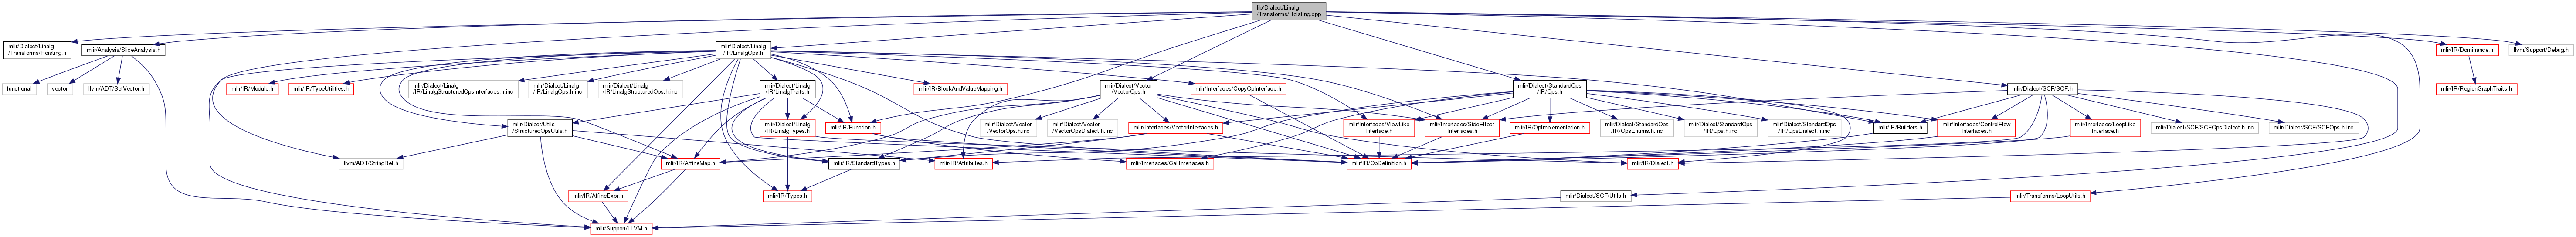 lib/Dialect/Linalg
/Transforms/Hoisting.cpp
mlir/Dialect/Linalg
/Transforms/Hoisting.h
mlir/Analysis/SliceAnalysis.h
mlir/Dialect/Linalg
/IR/LinalgOps.h
mlir/IR/Dominance.h
llvm/Support/Debug.h
functional
vector
llvm/ADT/SetVector.h
mlir/IR/Module.h
mlir/IR/TypeUtilities.h
mlir/Dialect/Linalg
/IR/LinalgStructuredOpsInterfaces.h.inc
mlir/Dialect/Linalg
/IR/LinalgOps.h.inc
mlir/Dialect/Linalg
/IR/LinalgStructuredOps.h.inc
mlir/Dialect/Linalg
/IR/LinalgTraits.h
mlir/IR/BlockAndValueMapping.h
mlir/Dialect/Vector
/VectorOps.h
mlir/Interfaces/CopyOpInterface.h
mlir/Dialect/StandardOps
/IR/Ops.h
mlir/Dialect/SCF/SCF.h
mlir/IR/RegionGraphTraits.h
mlir/Dialect/Utils
/StructuredOpsUtils.h
mlir/Dialect/Linalg
/IR/LinalgTypes.h
mlir/IR/Function.h
mlir/Dialect/Vector
/VectorOps.h.inc
mlir/Dialect/Vector
/VectorOpsDialect.h.inc
mlir/Interfaces/VectorInterfaces.h
mlir/Interfaces/ViewLike
Interface.h
mlir/Interfaces/SideEffect
Interfaces.h
mlir/IR/OpImplementation.h
mlir/Dialect/StandardOps
/IR/OpsEnums.h.inc
mlir/Dialect/StandardOps
/IR/Ops.h.inc
mlir/Dialect/StandardOps
/IR/OpsDialect.h.inc
mlir/IR/Builders.h
mlir/Interfaces/ControlFlow
Interfaces.h
mlir/Interfaces/LoopLike
Interface.h
mlir/Dialect/SCF/SCFOpsDialect.h.inc
mlir/Dialect/SCF/SCFOps.h.inc
llvm/ADT/StringRef.h
mlir/IR/AffineMap.h
mlir/IR/StandardTypes.h
mlir/IR/Attributes.h
mlir/Interfaces/CallInterfaces.h
mlir/IR/OpDefinition.h
mlir/IR/Dialect.h
mlir/IR/AffineExpr.h
mlir/IR/Types.h
mlir/Dialect/SCF/Utils.h
mlir/Transforms/LoopUtils.h
mlir/Support/LLVM.h